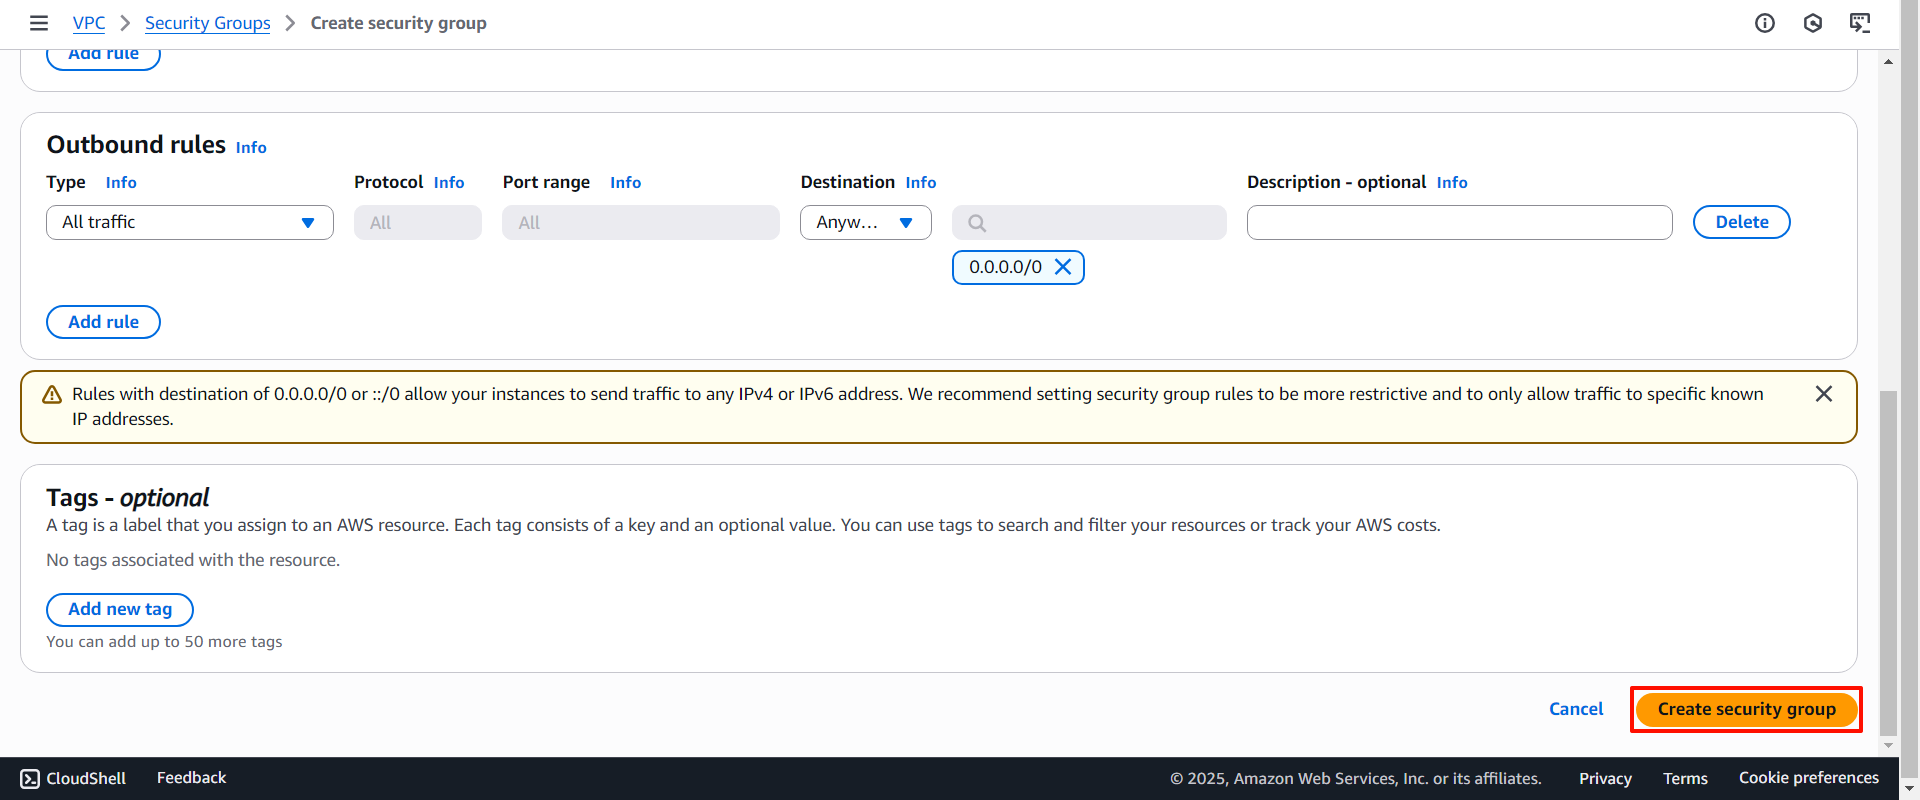 VPC > Security Groups > Create security group
Add rule
Outbound rules Info
Type Info Protocol Info Port range Info Destination Info Description - optional Info
All traffic All All Anyw... Delete
0.0.0.0/0
Add rule
Rules with destination of 0.0.0.0/0 or ::/0 allow your instances to send traffic to any IPv4 or IPv6 address. We recommend setting security group rules to be more restrictive and to only allow traffic to specific known
IP addresses.
Tags - optional
A tag is a label that you assign to an AWS resource. Each tag consists of a key and an optional value. You can use tags to search and filter your resources or track your AWS costs.
No tags associated with the resource.
Add new tag
You can add up to 50 more tags
Cancel Create security group
CloudShell Feedback © 2025, Amazon Web Services, Inc. or its affiliates. Privacy Terms Cookie preferences